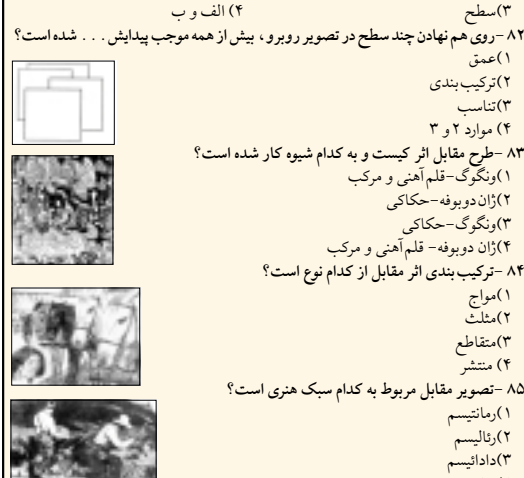 ۳)سطح ۴) الف و ب
۸۲ -روی هم نهادن چند سطح در تصویر روبرو ، بیش از همه موجب پیدایش . . . شده است؟
۱)عمق
۲)ترکیب‌بندی
۳)تناسب
۴) موارد ۲ و ۳
۸۳ -طرح مقابل اثر کیست و به کدام شیوه کار شده است؟
۱)ونگوگ-قلم آهنی و مرکب
۲)ژان‌دوبوفه-حکاکی
۳)ونگوگ-حکاکی
۴)ژان دوبوفه- قلم‌آهنی و مرکب
۸۴ -ترکیب‌بندی اثر مقابل از کدام نوع است؟
۱)مواج
۲)مثلث
۳)متقاطع
۴) منتشر
۸۵ -تصویر مقابل مربوط به کدام سبک هنری است؟
۱)رمانتیسم
۲)رئالیسم
۳)دادائیسم